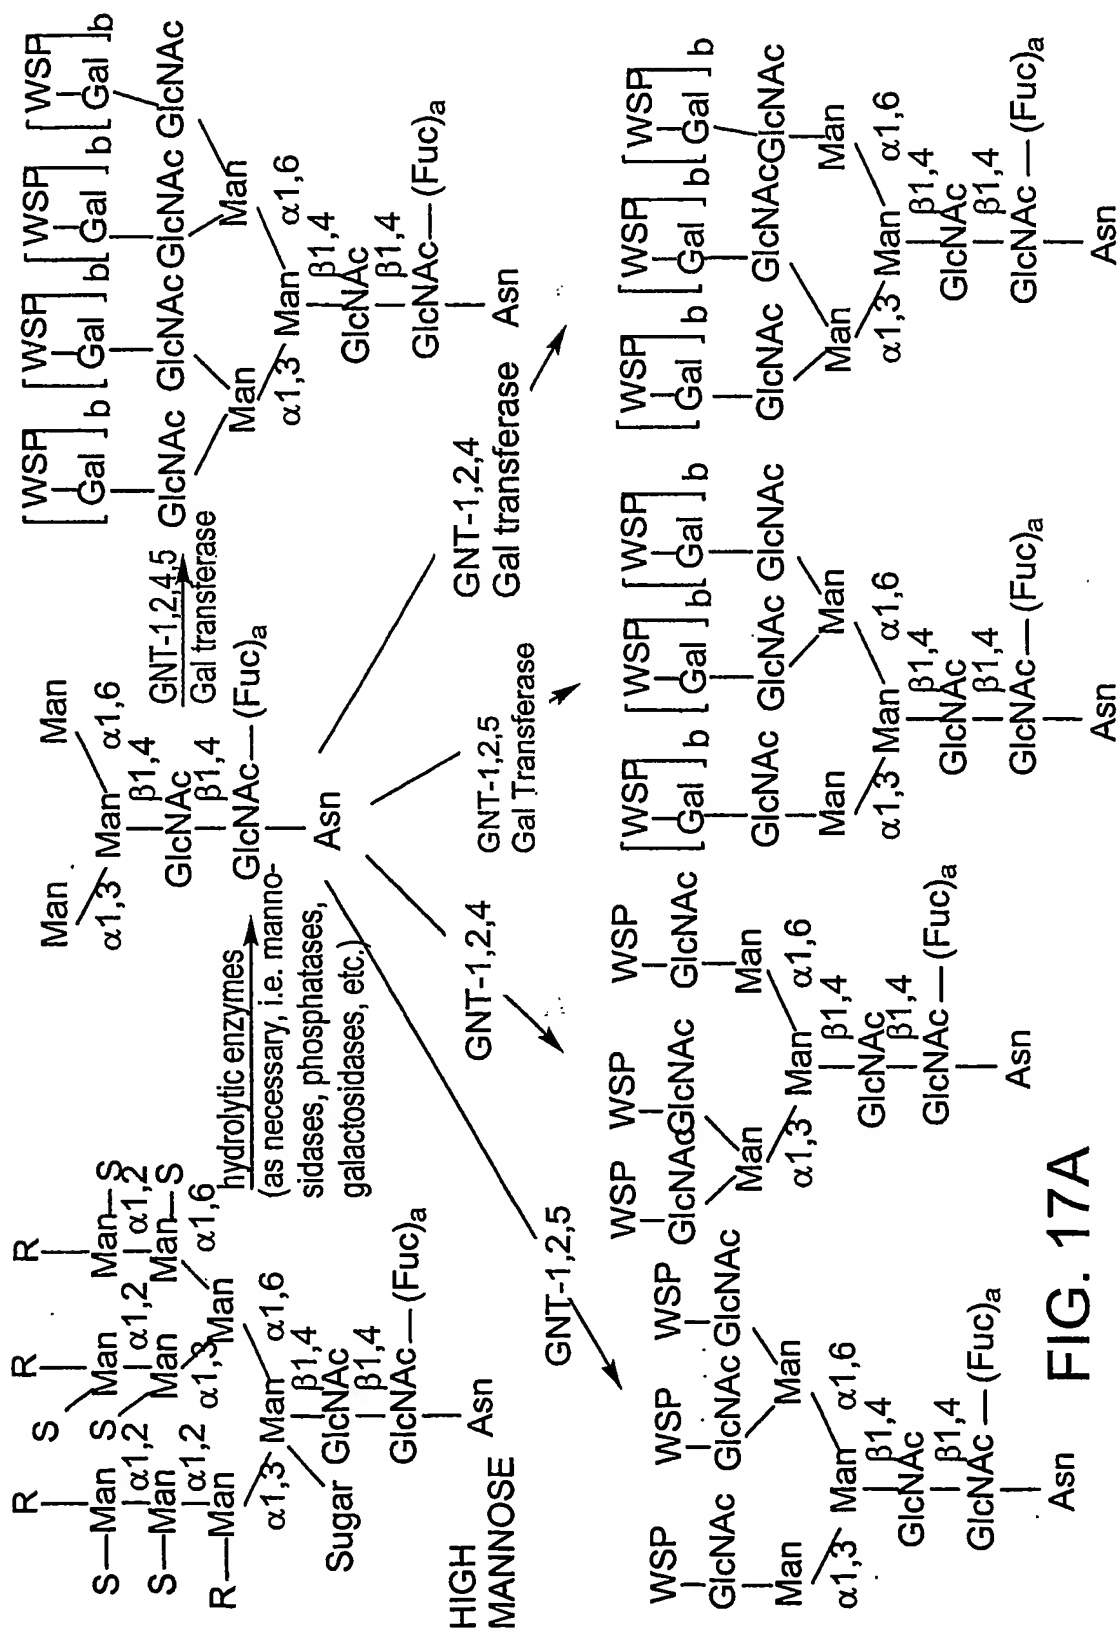 R R R
S
S—Man Man Man—S
α1,2 α1,2 α1,2
S
S—Man Man Man—S
α1,2 α1,3 α1,6
R—Man Man
α1,3 Man α1,6
β1,4
Sugar GlcNAc
β1,4
GlcNAc—(Fuc)a
Asn
HIGH
MANNOSE
hydrolytic enzymes
(as necessary, i.e. manno-
sidases, phosphatases,
galactosidases, etc.)
Man Man
α1,3 Man α1,6
β1,4
GlcNAc
β1,4
GlcNAc—(Fuc)a
Asn
GNT-1,2,4,5
Gal transferase
[WSP [WSP [WSP [WSP
[Gal]b [Gal]b [Gal]b [Gal]b
GlcNAc GlcNAc GlcNAc GlcNAc
Man Man
α1,3 Man α1,6
β1,4
GlcNAc
β1,4
GlcNAc—(Fuc)a
Asn
GNT-1,2,5
GNT-1,2,4
GNT-1,2,5
Gal Transferase
GNT-1,2,4
Gal transferase
WSP WSP WSP
GlcNAc GlcNAc GlcNAc
Man Man
α1,3 Man α1,6
β1,4
GlcNAc
β1,4
GlcNAc—(Fuc)a
Asn
WSP WSP WSP
GlcNAc GlcNAc GlcNAc
Man Man
α1,3 Man α1,6
β1,4
GlcNAc
β1,4
GlcNAc—(Fuc)a
Asn
[WSP [WSP [WSP
[Gal]b [Gal]b [Gal]b
GlcNAc GlcNAc GlcNAc
Man Man
α1,3 Man α1,6
β1,4
GlcNAc
β1,4
GlcNAc—(Fuc)a
Asn
[WSP [WSP [WSP
[Gal]b [Gal]b [Gal]b
GlcNAc GlcNAc GlcNAc
Man Man
α1,3 Man α1,6
β1,4
GlcNAc
β1,4
GlcNAc—(Fuc)a
Asn
FIG. 17A